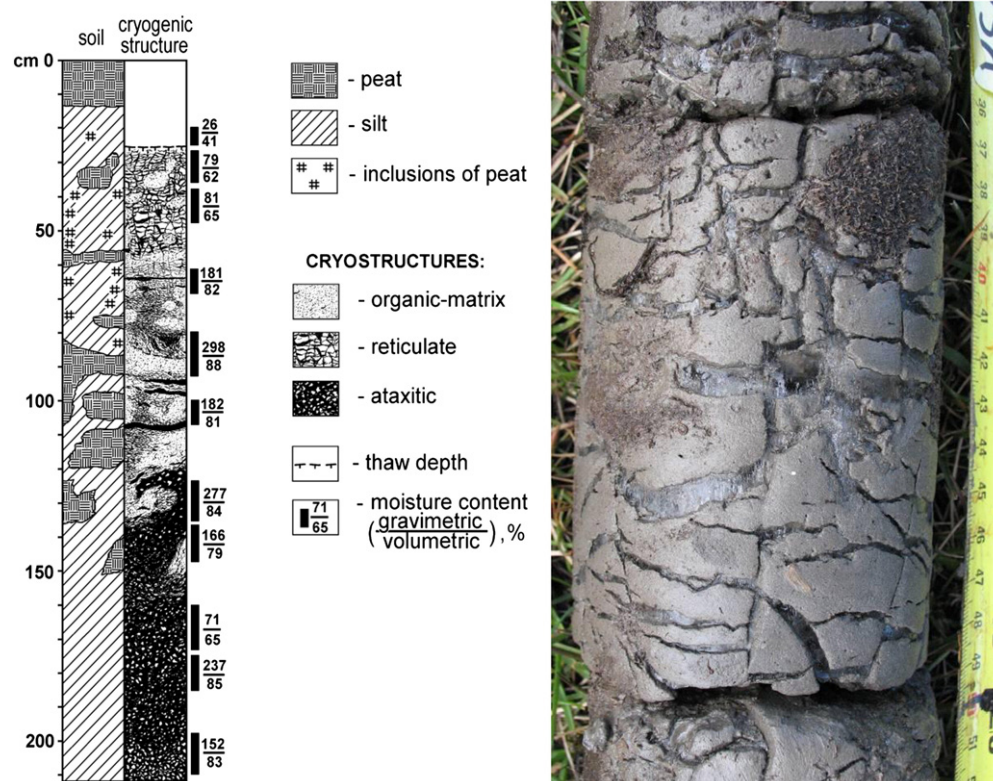 soil
cryogenic
structure
cm 0
50
100
150
200
26
41
79
62
81
65
181
82
298
88
182
81
277
84
166
79
71
65
237
85
152
83
- peat
- silt
- inclusions of peat
CRYOSTRUCTURES:
- organic-matrix
- reticulate
- ataxitic
- thaw depth
71
65
- moisture content
(gravimetric
volumetric), %
36
37
38
39
40
41
42
43
44
45
46
47
48
49
51